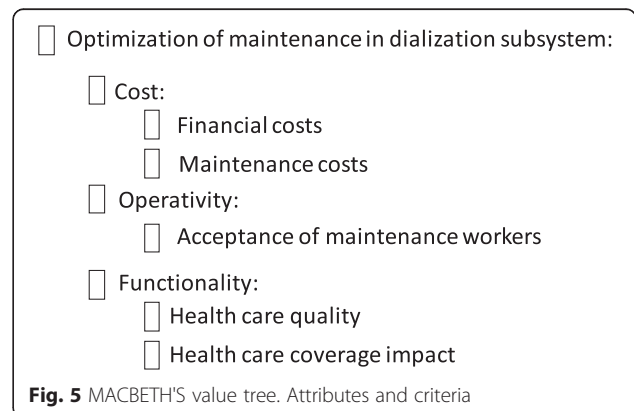 Optimization of maintenance in dialization subsystem:
Cost:
Financial costs
Maintenance costs
Operativity:
Acceptance of maintenance workers
Functionality:
Health care quality
Health care coverage impact
Fig. 5 MACBETH'S value tree. Attributes and criteria